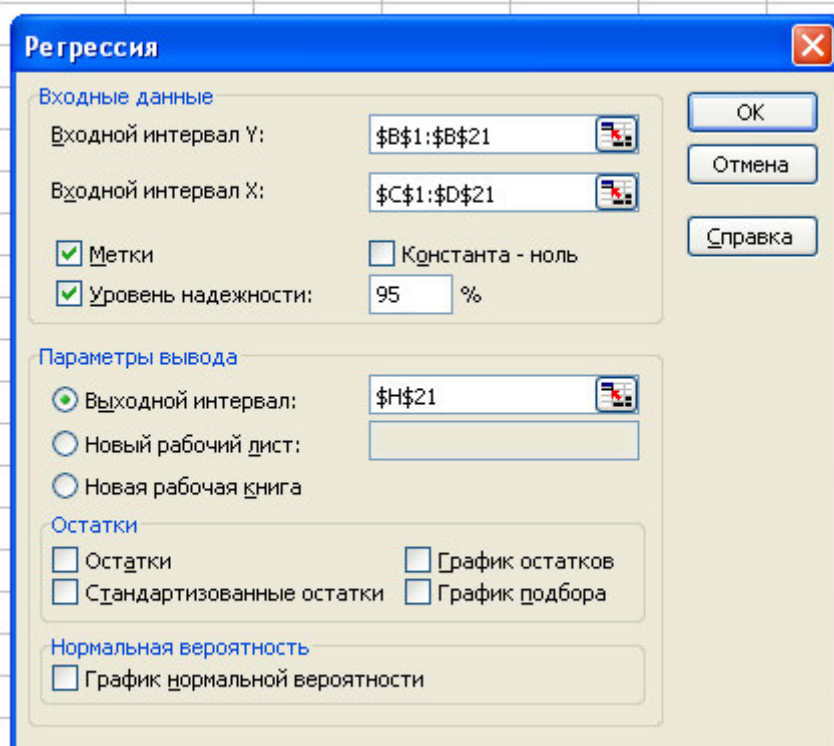 Регрессия
Входные данные
Входной интервал Y: $B$1:$B$21
Входной интервал X: $C$1:$D$21
Метки Константа - ноль
Уровень надежности: 95 %
OK
Отмена
Справка
Параметры вывода
Выходной интервал: $H$21
Новый рабочий лист:
Новая рабочая книга
Остатки
Остатки График остатков
Стандартизованные остатки График подбора
Нормальная вероятность
График нормальной вероятности